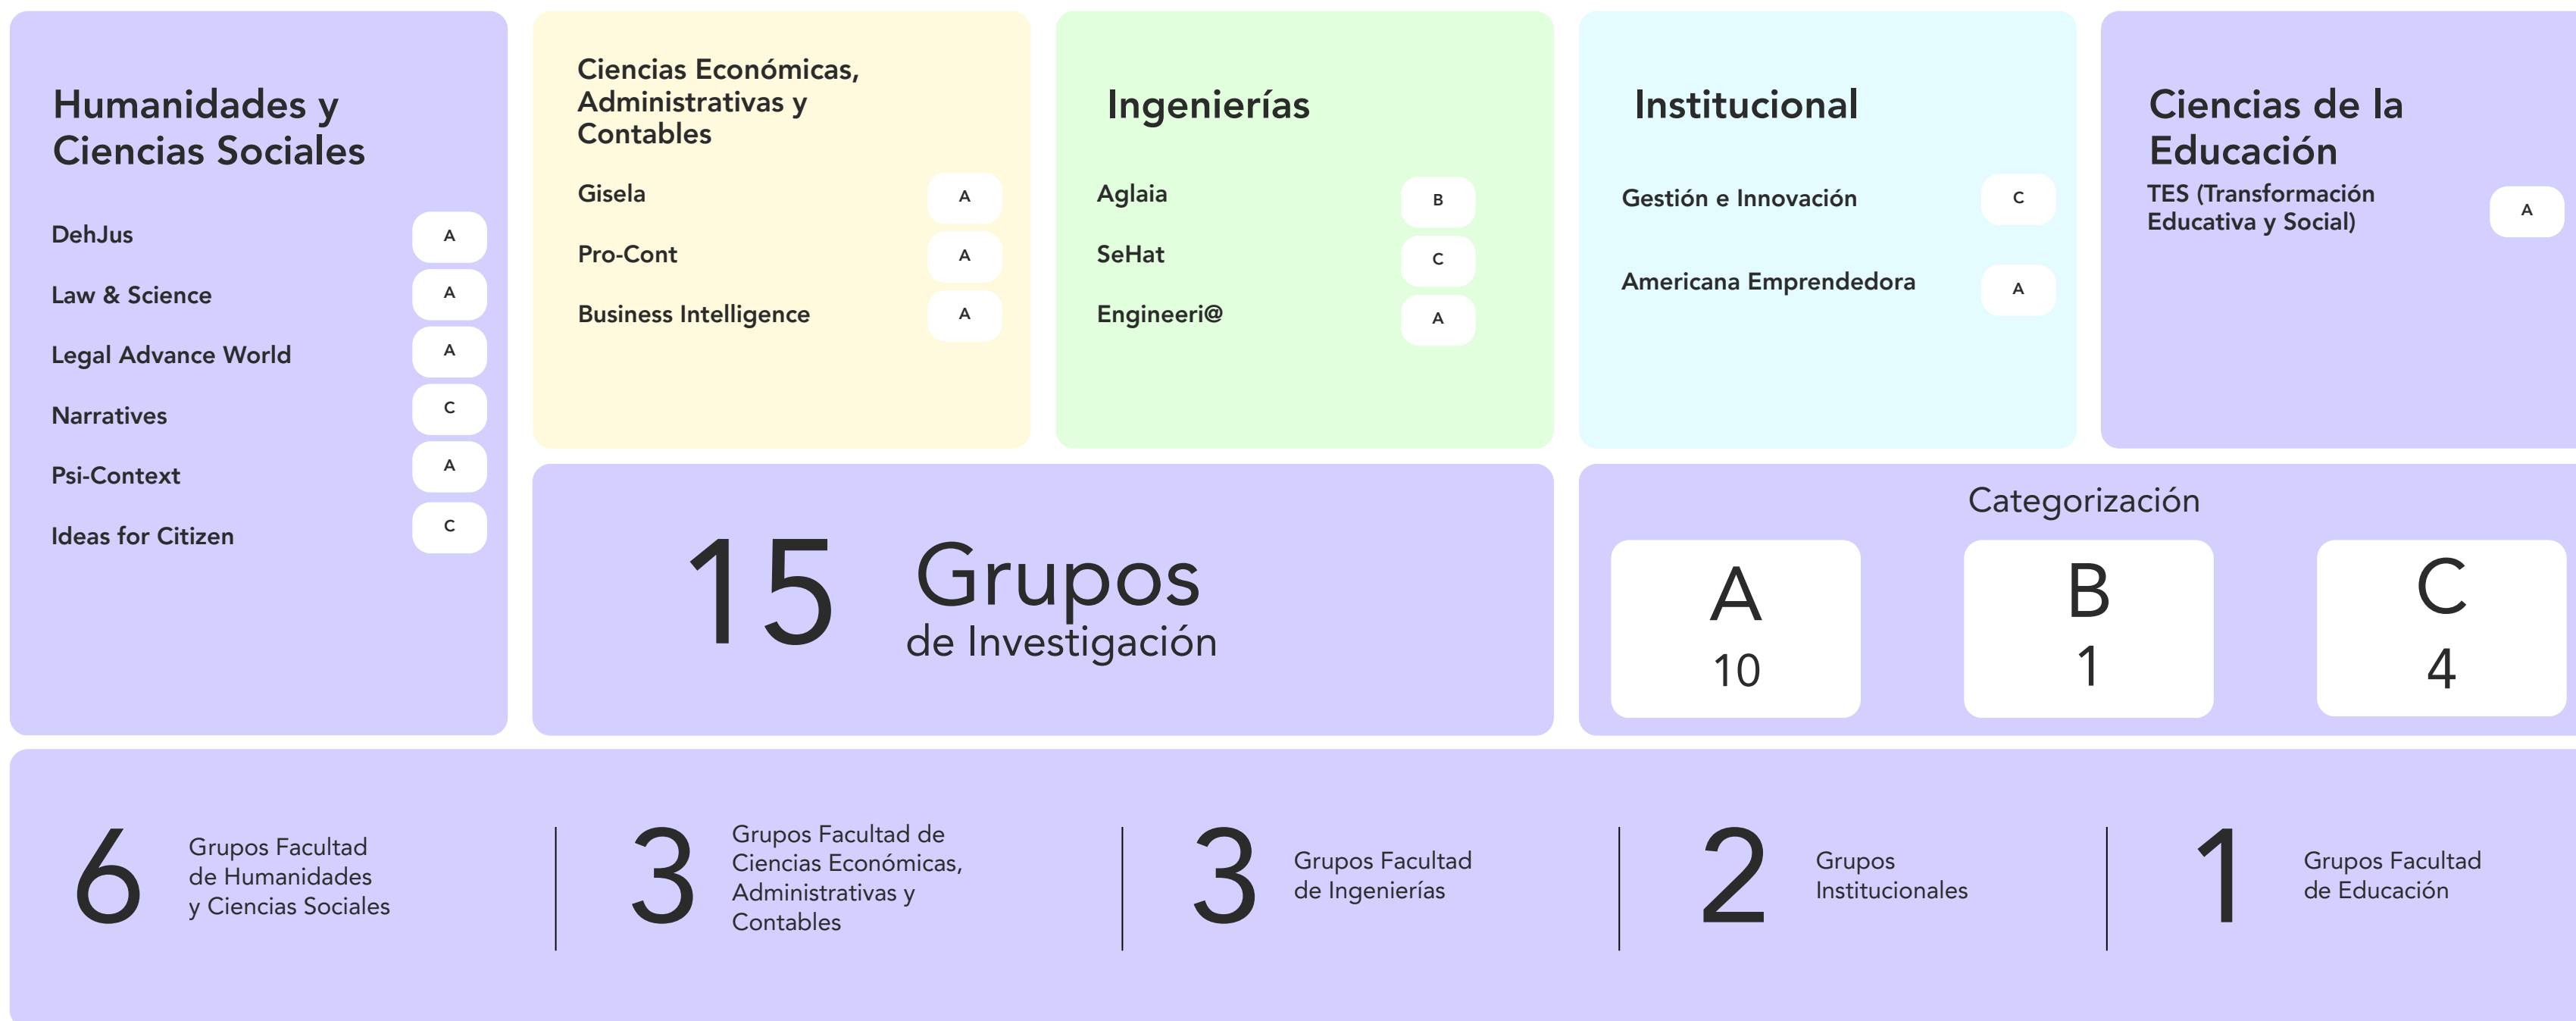 Humanidades y
Ciencias Sociales
DehJus A
Law & Science A
Legal Advance World A
Narratives C
Psi-Context A
Ideas for Citizen C
Ciencias Económicas,
Administrativas y
Contables
Gisela A
Pro-Cont A
Business Intelligence A
Ingenierías
Aglaia B
SeHat C
Engineeri@ A
Institucional
Gestión e Innovación C
Americana Emprendedora A
Ciencias de la
Educación
TES (Transformación
Educativa y Social) A
15 Grupos
de Investigación
Categorización
A B C
10 1 4
6 Grupos Facultad
de Humanidades
y Ciencias Sociales
3 Grupos Facultad de
Ciencias Económicas,
Administrativas y
Contables
3 Grupos Facultad
de Ingenierías
2 Grupos
Institucionales
1 Grupos Facultad
de Educación